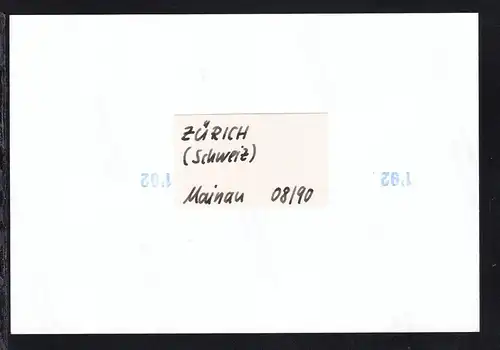 ZÜRICH
(Schweiz)
Mainau 08/90